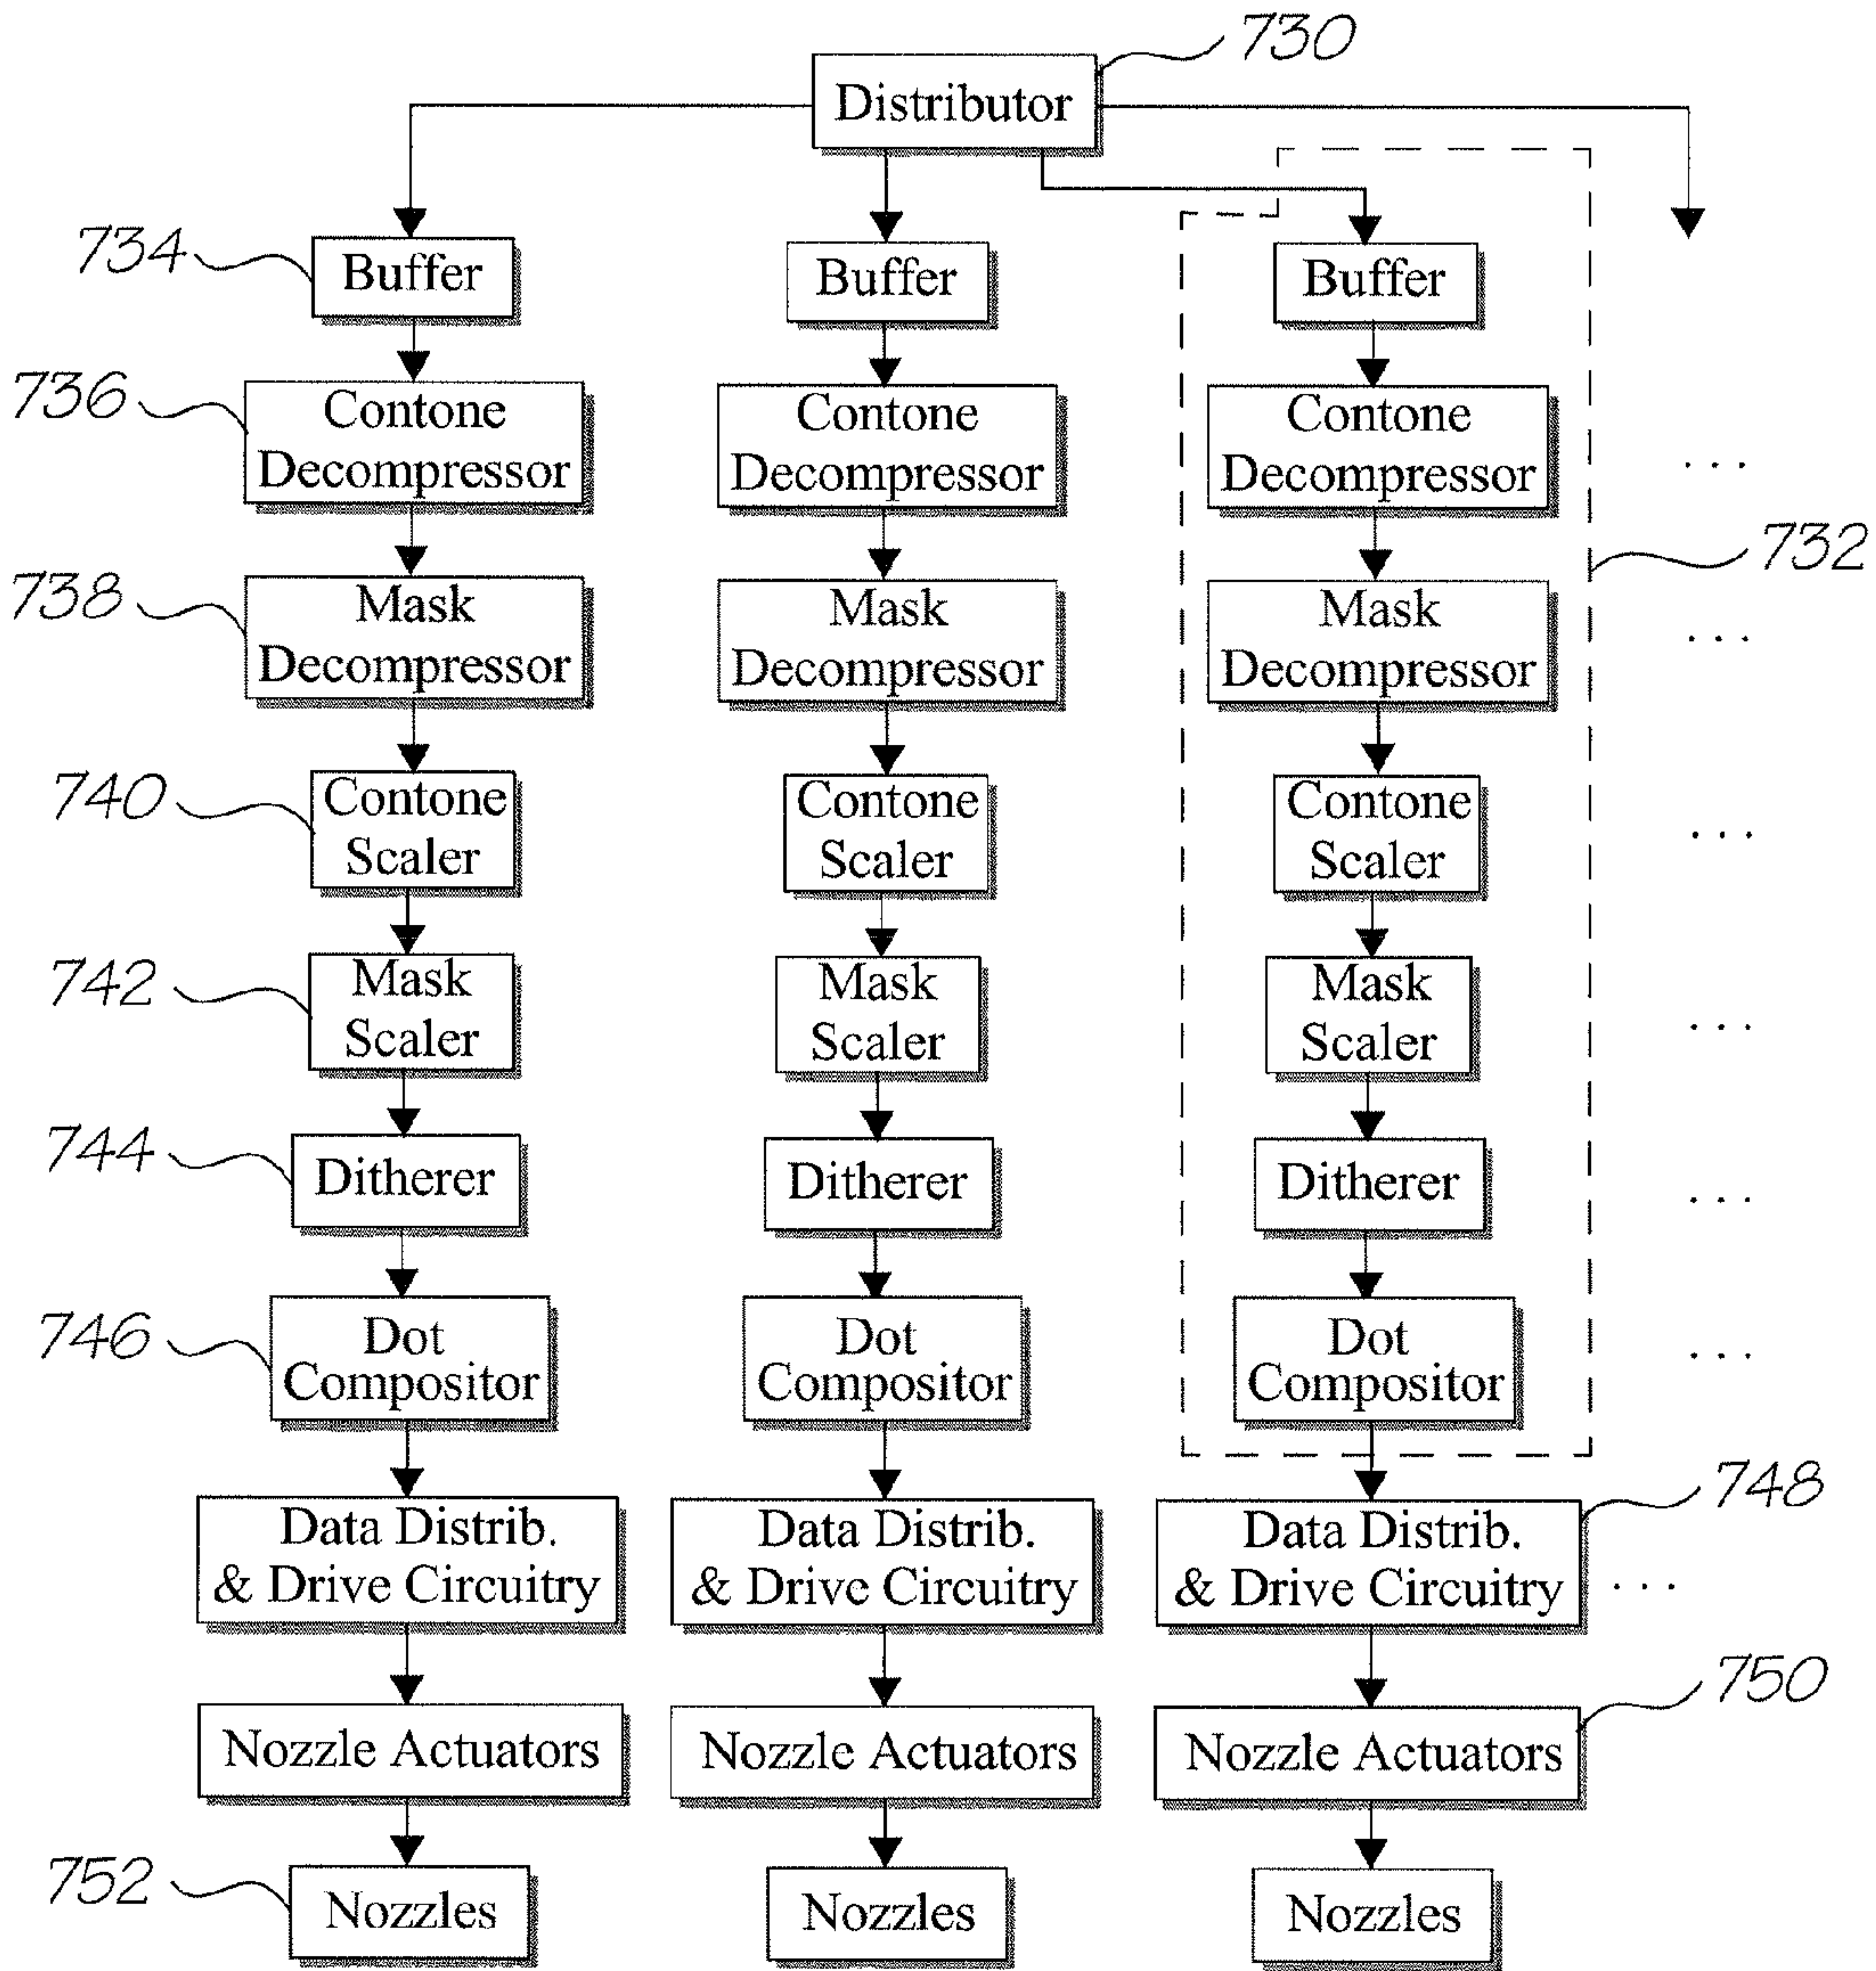 730
Distributor
734
Buffer
Buffer
Buffer
736
Contone
Decompressor
Contone
Decompressor
Contone
Decompressor
...
732
738
Mask
Decompressor
Mask
Decompressor
Mask
Decompressor
...
740
Contone
Scaler
Contone
Scaler
Contone
Scaler
...
742
Mask
Scaler
Mask
Scaler
Mask
Scaler
...
744
Ditherer
Ditherer
Ditherer
...
746
Dot
Compositor
Dot
Compositor
Dot
Compositor
...
748
Data Distrib.
& Drive Circuitry
Data Distrib.
& Drive Circuitry
Data Distrib.
& Drive Circuitry
...
750
Nozzle Actuators
Nozzle Actuators
Nozzle Actuators
752
Nozzles
Nozzles
Nozzles